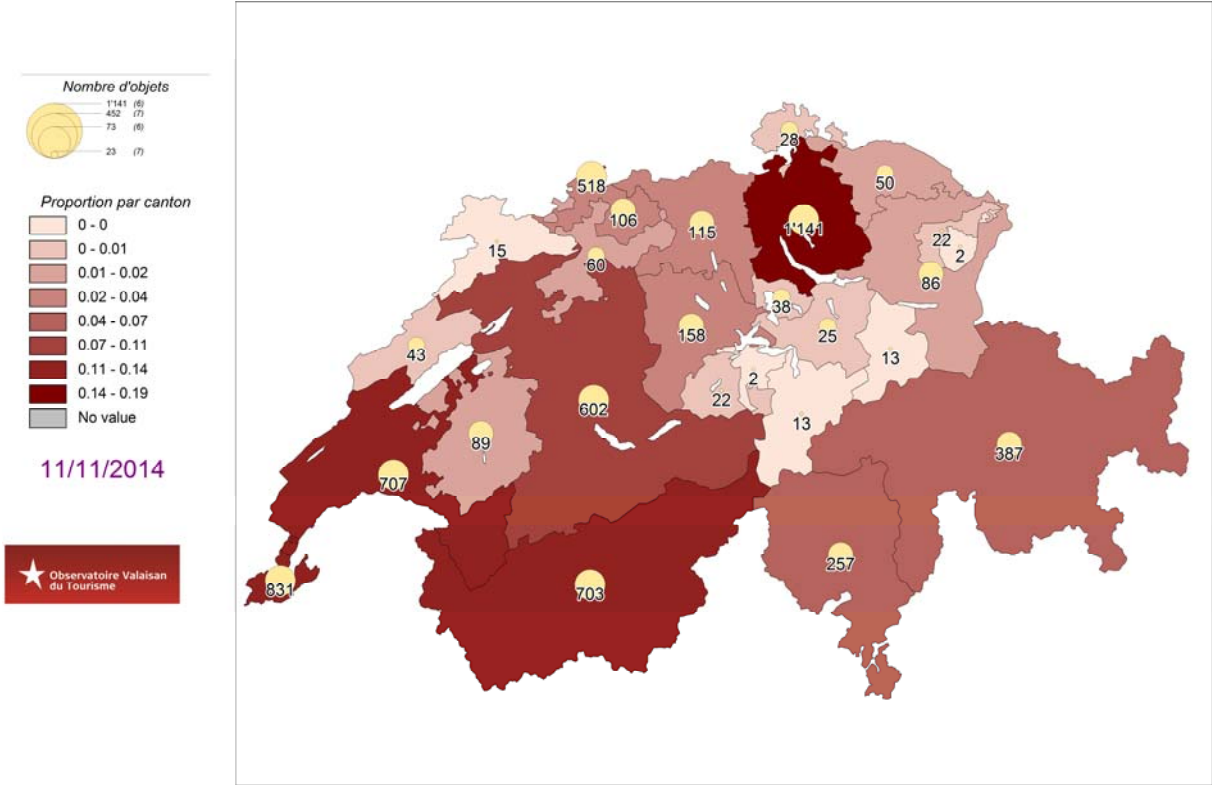 Nombre d'objets
1'141 (6)
452 (7)
73 (6)
23 (7)
Proportion par canton
0 - 0
0 - 0.01
0.01 - 0.02
0.02 - 0.04
0.04 - 0.07
0.07 - 0.11
0.11 - 0.14
0.14 - 0.19
No value
11/11/2014
Observatoire Valaisan
du Tourisme
28
518
50
106
115
1'141
22
2
15
60
86
38
158
25
43
13
2
22
602
13
89
387
707
257
831
703